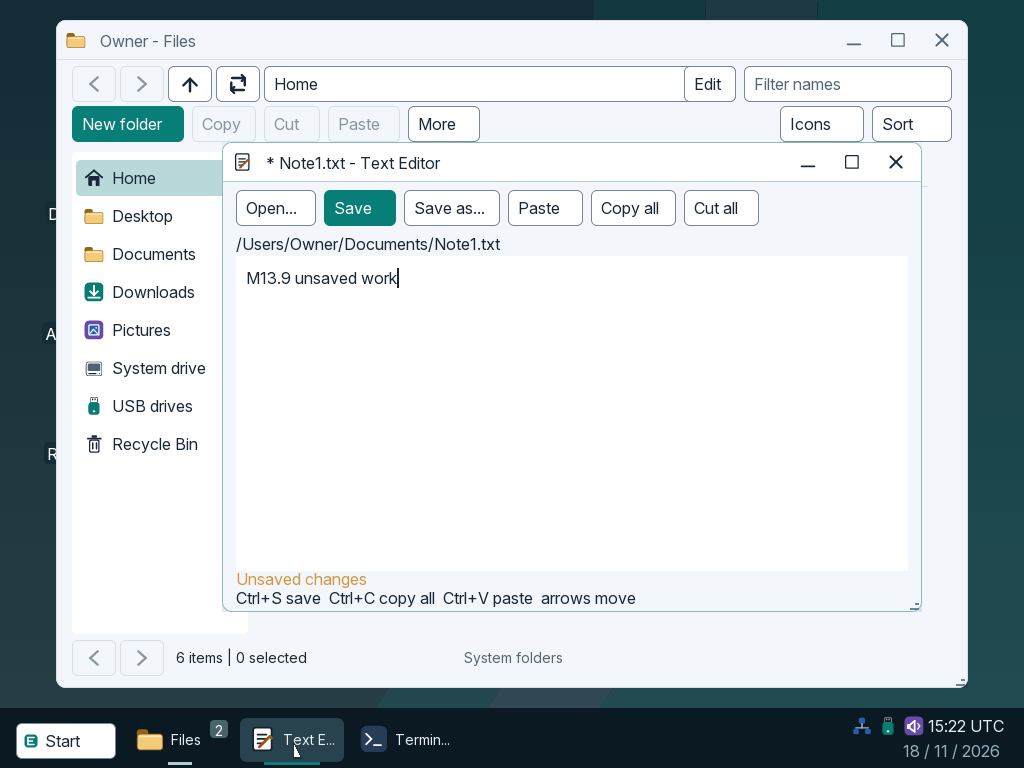 Owner - Files
Home
Edit
Filter names
New folder
Copy
Cut
Paste
More
Icons
Sort
* Note1.txt - Text Editor
Open...
Save
Save as...
Paste
Copy all
Cut all
/Users/Owner/Documents/Note1.txt
M13.9 unsaved work
Unsaved changes
Ctrl+S save  Ctrl+C copy all  Ctrl+V paste  arrows move
Home
Desktop
Documents
Downloads
Pictures
System drive
USB drives
Recycle Bin
6 items | 0 selected
System folders
Start
Files
2
Text E...
Termin...
15:22 UTC
18 / 11 / 2026